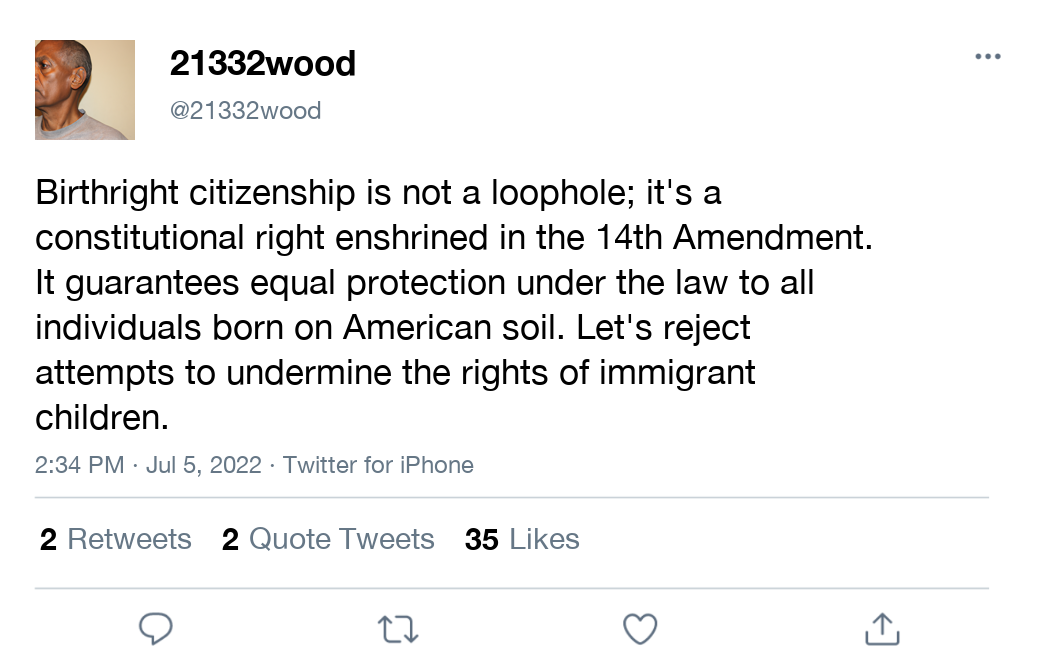 21332wood
@21332wood
Birthright citizenship is not a loophole; it's a
constitutional right enshrined in the 14th Amendment.
It guarantees equal protection under the law to all
individuals born on American soil. Let's reject
attempts to undermine the rights of immigrant
children.
2:34 PM · Jul 5, 2022 · Twitter for iPhone
2 Retweets 2 Quote Tweets 35 Likes